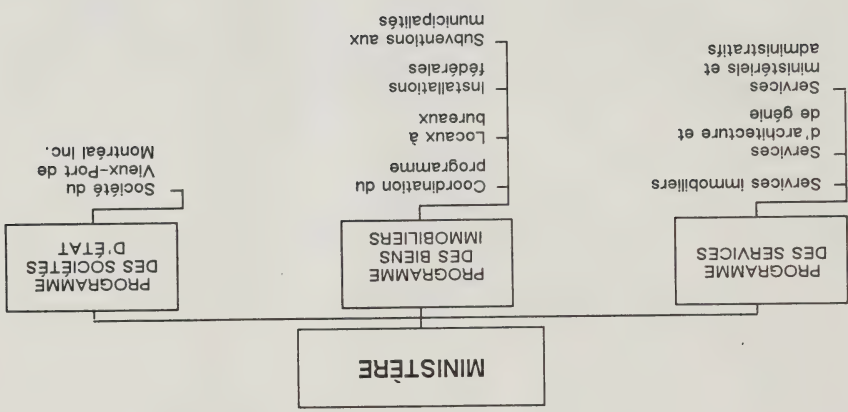 MINISTÈRE
PROGRAMME
DES SERVICES
Services immobiliers
Services
d'architecture et
de génie
Services
ministériels et
administratifs
PROGRAMME
DES BIENS
IMMOBILIERS
Coordination du
programme
Locaux à
bureaux
Installations
fédérales
Subventions aux
municipalités
PROGRAMME
DES SOCIÉTÉS
D'ÉTAT
Société du
Vieux-Port de
Montréal Inc.